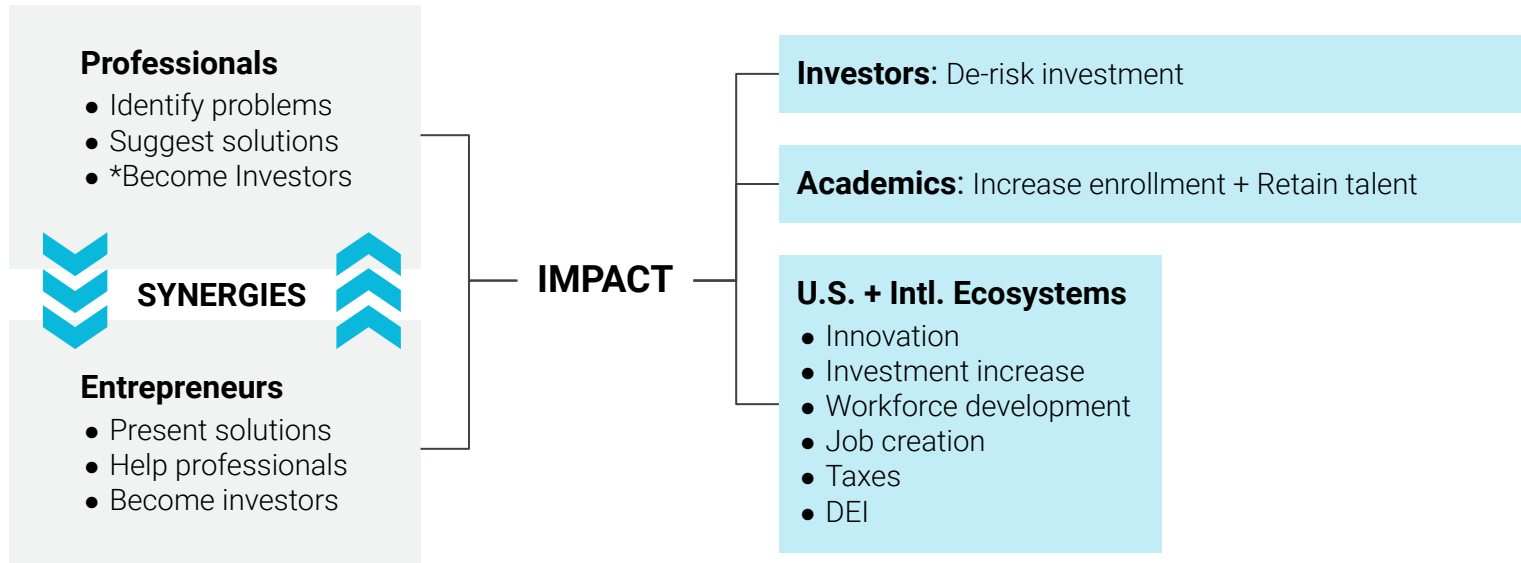 Professionals
● Identify problems
● Suggest solutions
● *Become Investors
SYNERGIES
Entrepreneurs
● Present solutions
● Help professionals
● Become investors
IMPACT
Investors: De-risk investment
Academics: Increase enrollment + Retain talent
U.S. + Intl. Ecosystems
● Innovation
● Investment increase
● Workforce development
● Job creation
● Taxes
● DEI